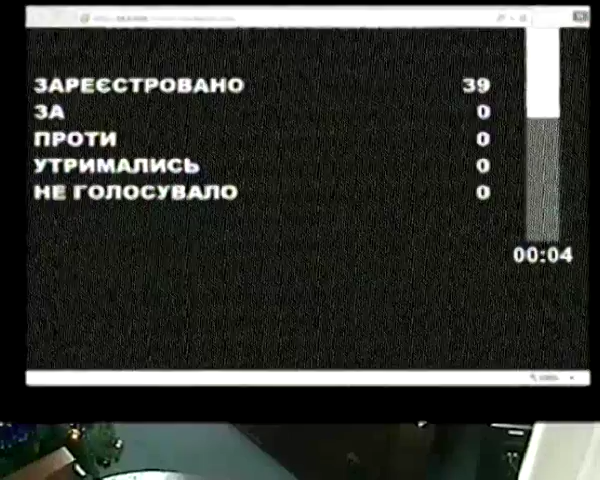 ЗАРЕЄСТРОВАНО 39
ЗА 0
ПРОТИ 0
УТРИМАЛИСЬ 0
НЕ ГОЛОСУВАЛО 0
00:04